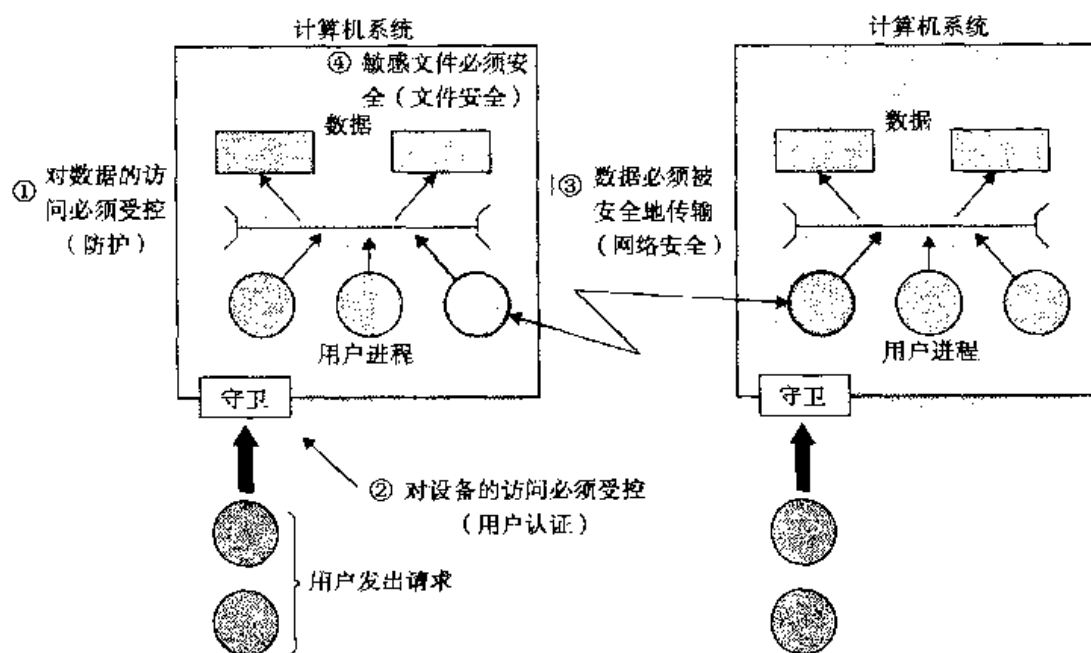 计算机系统
④ 敏感文件必须安
全（文件安全）
数据
① 对数据的访
问必须受控
（防护）
用户进程
守卫
② 对设备的访问必须受控
（用户认证）
用户发出请求
③ 数据必须被
安全地传输
（网络安全）
计算机系统
数据
用户进程
守卫